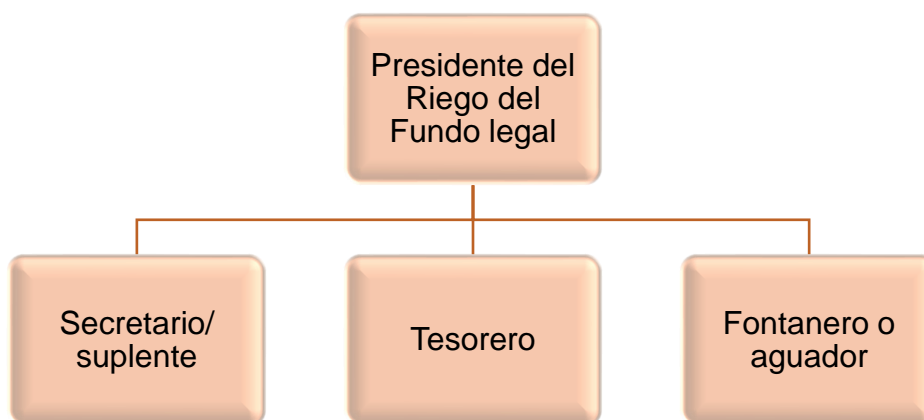 Presidente del
Riego del
Fundo legal
Secretario/
suplente
Tesorero
Fontanero o
aguador